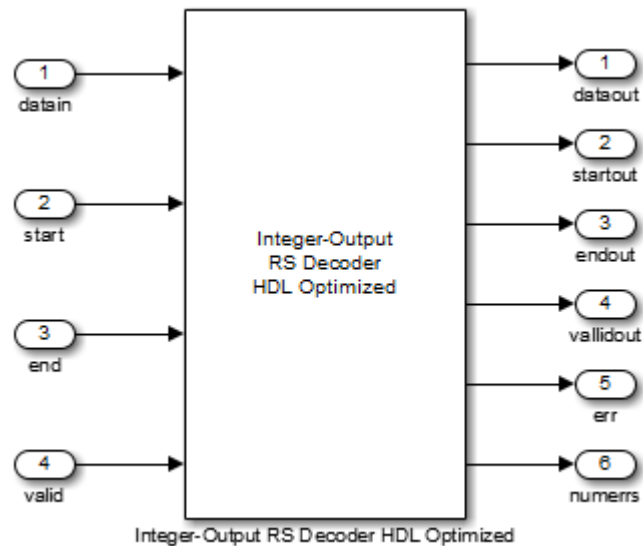 1
datain
2
start
3
end
4
valid
Integer-Output
RS Decoder
HDL Optimized
1
dataout
2
startout
3
endout
4
vallidout
5
err
6
numerrs
Integer-Output RS Decoder HDL Optimized